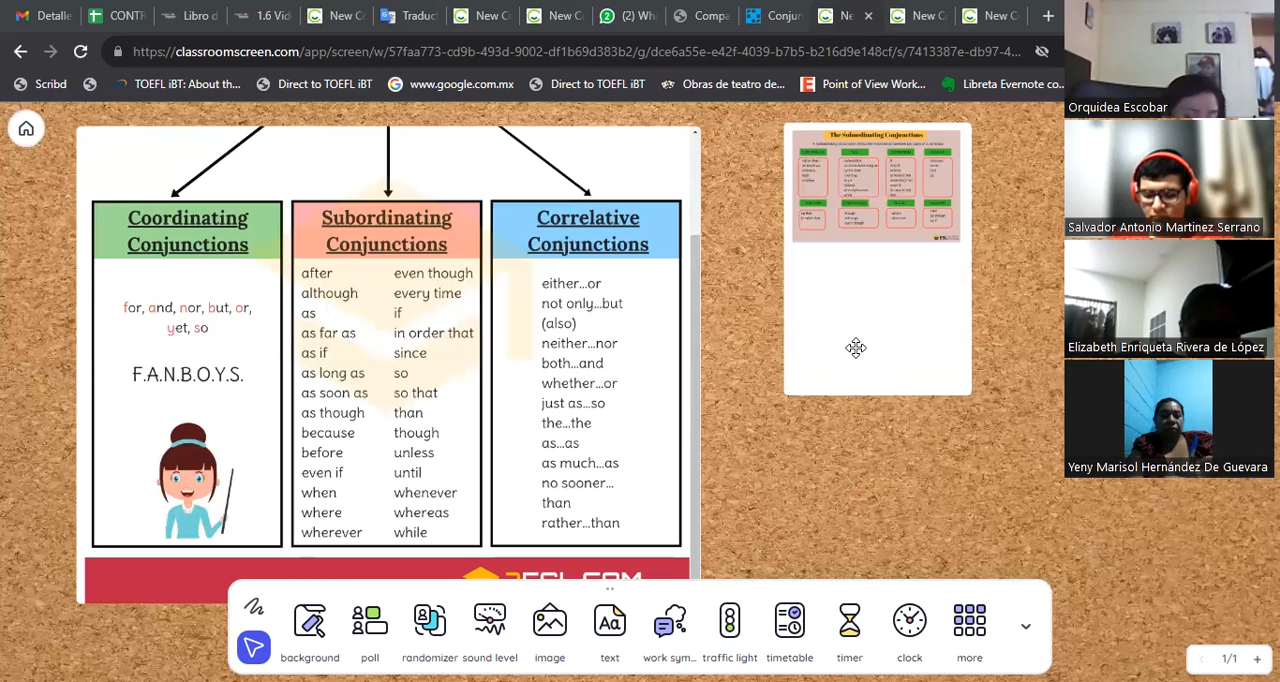 Detalle
CONTR
Libro d
1.6 Vid
New C
Traduc
New C
New C
(2) Wh
Compa
Conjun
Ne
New C
New C
https://classroomscreen.com/app/screen/w/57faa773-cd9b-493d-9002-df1b69d383b2/g/dce6a55e-e42f-4039-b7b5-b216d9e148cf/s/7413387e-db97-4...
Scribd
TOEFL iBT: About th...
Direct to TOEFL iBT
www.google.com.mx
Direct to TOEFL iBT
Obras de teatro de...
Point of View Work...
Libreta Evernote co...
Coordinating
Conjunctions
for, and, nor, but, or,
yet, so
F.A.N.B.O.Y.S.
Subordinating
Conjunctions
after
although
as
as far as
as if
as long as
as soon as
as though
because
before
even if
when
where
wherever
even though
every time
if
in order that
since
so
so that
than
though
unless
until
whenever
whereas
while
Correlative
Conjunctions
either...or
not only...but
(also)
neither...nor
both...and
whether...or
just as...so
the...the
as...as
as much...as
no sooner...
than
rather...than
The Subordinating Conjunctions
Orquidea Escobar
Salvador Antonio Martinez Serrano
Elizabeth Enriqueta Rivera de López
Yeny Marisol Hernández De Guevara
background
poll
randomizer
sound level
image
text
work sym...
traffic light
timetable
timer
clock
more
1/1